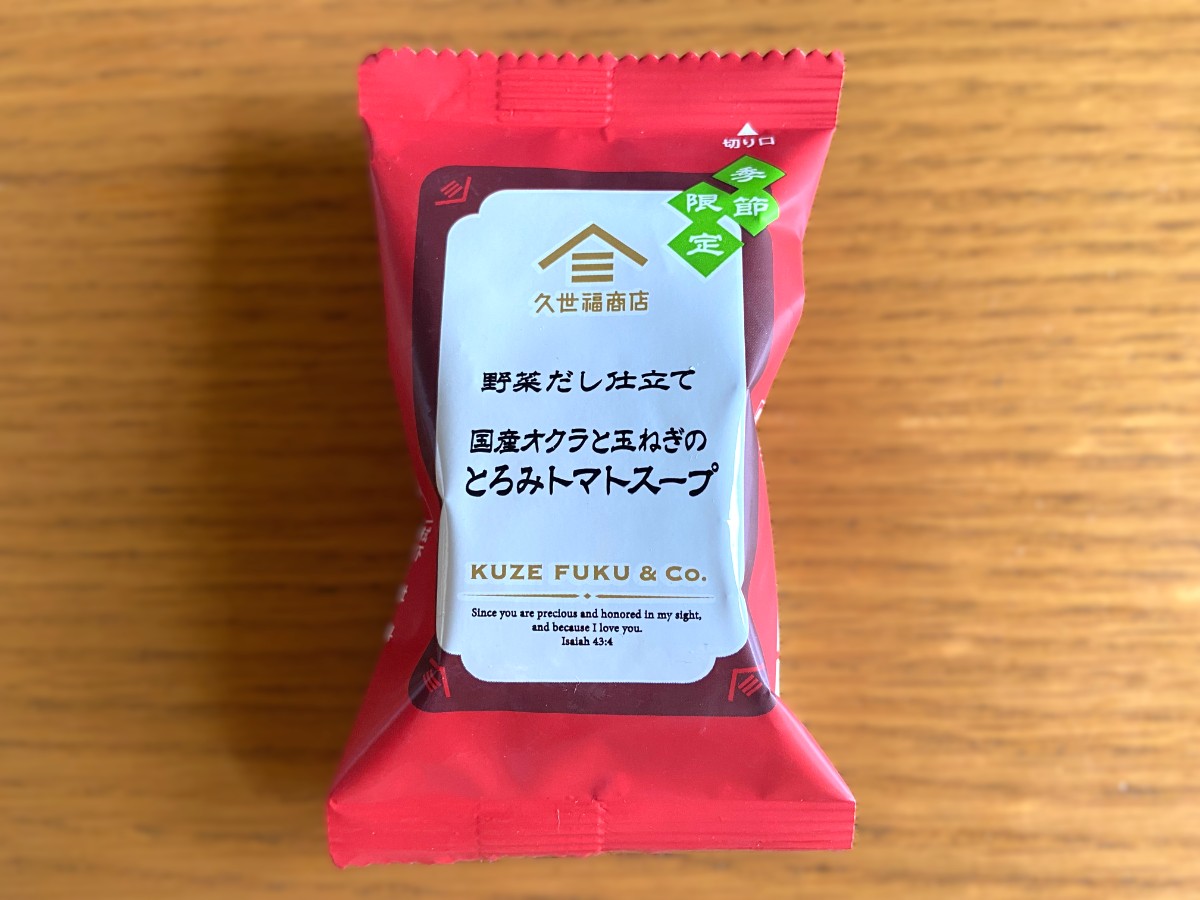 切り口
季節
限定
久世福商店
野菜だし仕立て
国産オクラと玉ねぎの
とろみトマトスープ
KUZE FUKU & Co.
Since you are precious and honored in my sight,
and because I love you.
Isaiah 43:4